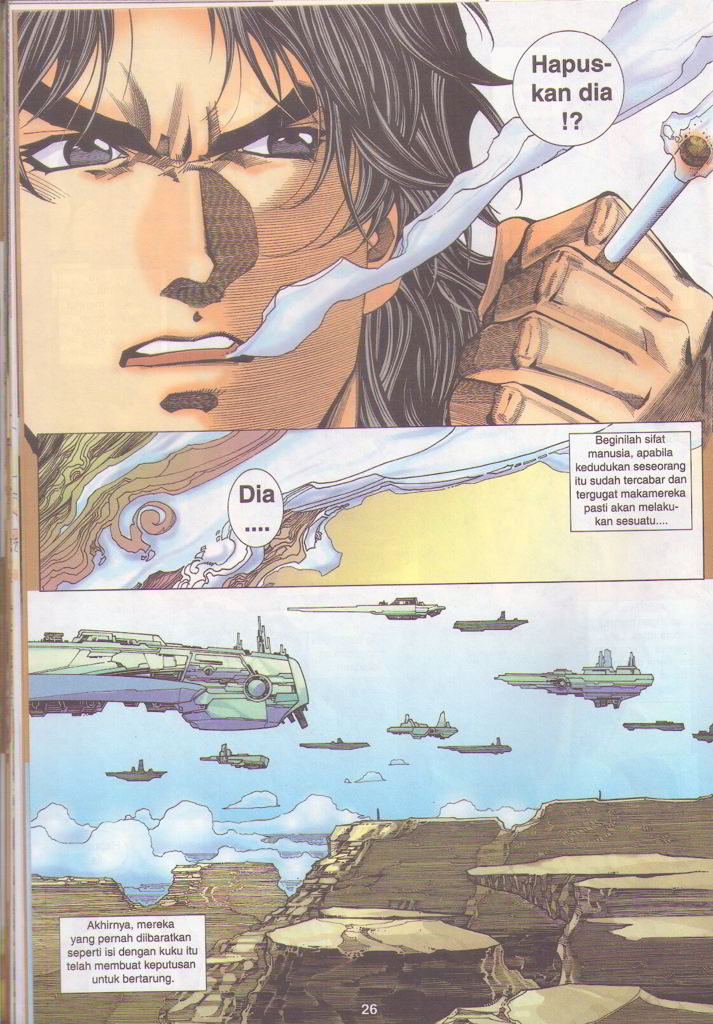 Hapus-
kan dia
!?
Beginilah sifat
manusia, apabila
kedudukan seseorang
itu sudah tercabar dan
tergugat makamereka
pasti akan melaku-
kan sesuatu....
Dia
....
Akhirnya, mereka
yang pernah diibaratkan
seperti isi dengan kuku itu
telah membuat keputusan
untuk bertarung.
26